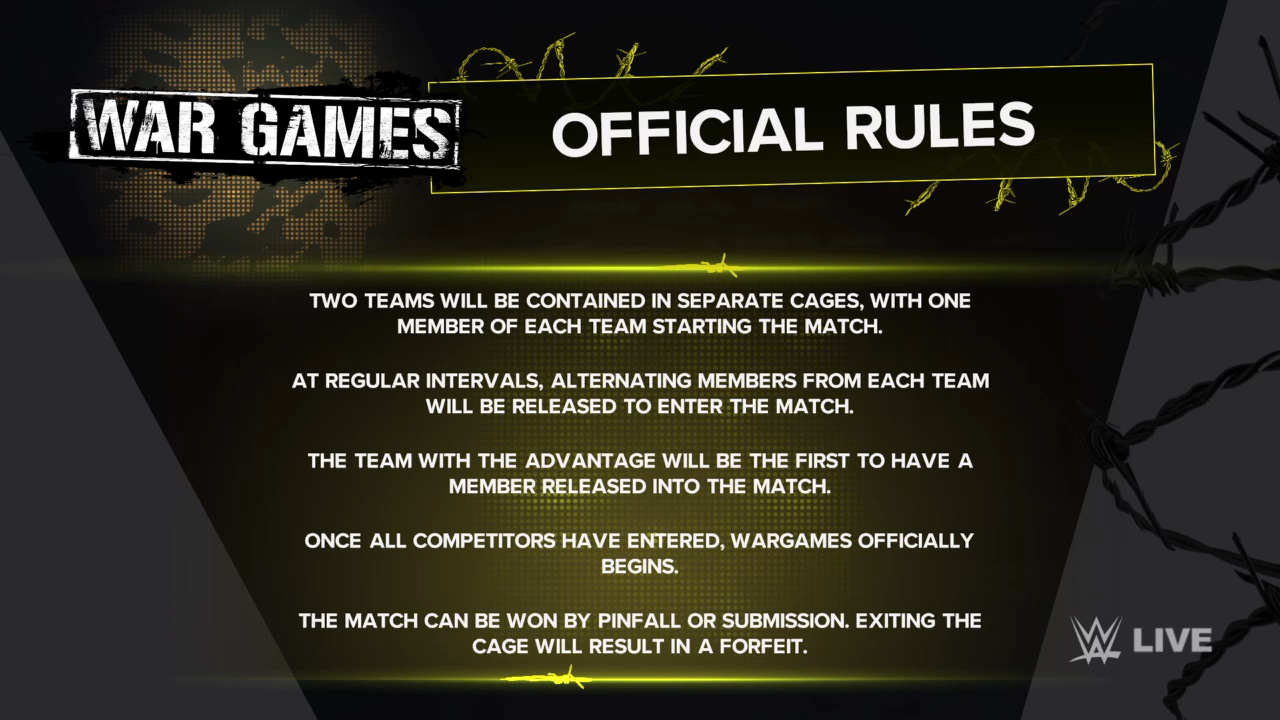 WAR GAMES
OFFICIAL RULES
TWO TEAMS WILL BE CONTAINED IN SEPARATE CAGES, WITH ONE
MEMBER OF EACH TEAM STARTING THE MATCH.
AT REGULAR INTERVALS, ALTERNATING MEMBERS FROM EACH TEAM
WILL BE RELEASED TO ENTER THE MATCH.
THE TEAM WITH THE ADVANTAGE WILL BE THE FIRST TO HAVE A
MEMBER RELEASED INTO THE MATCH.
ONCE ALL COMPETITORS HAVE ENTERED, WARGAMES OFFICIALLY
BEGINS.
THE MATCH CAN BE WON BY PINFALL OR SUBMISSION. EXITING THE
CAGE WILL RESULT IN A FORFEIT.
W LIVE